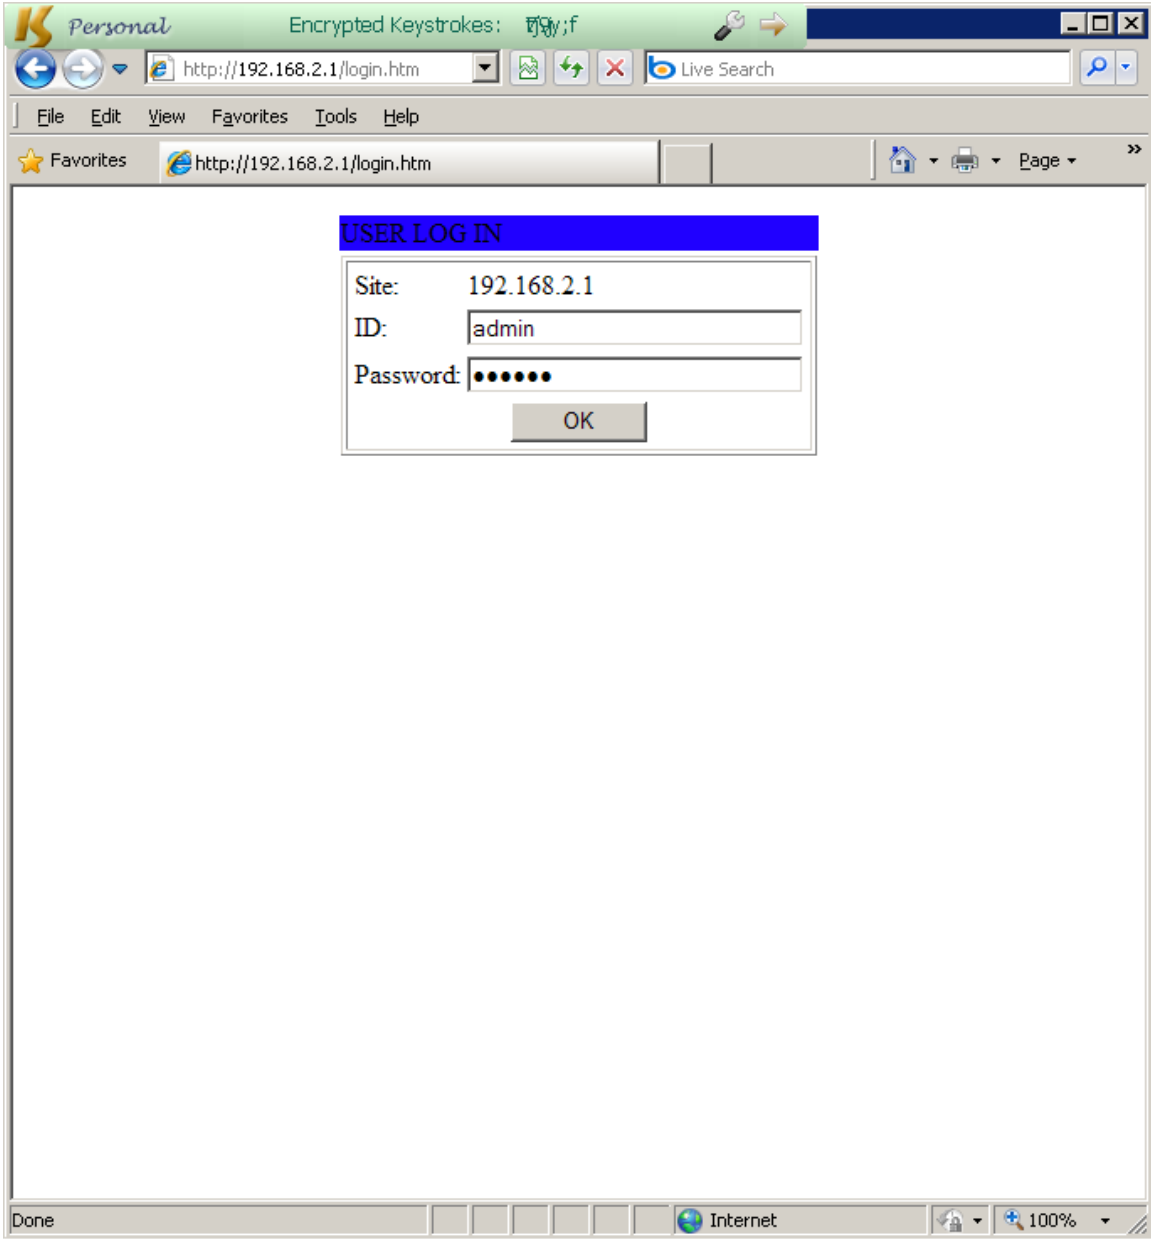 Personal Encrypted Keystrokes:
http://192.168.2.1/login.htm Live Search
File Edit View Favorites Tools Help
Favorites http://192.168.2.1/login.htm Page
USER LOG IN
Site: 192.168.2.1
ID: admin
Password: ••••••
OK
Done Internet 100%